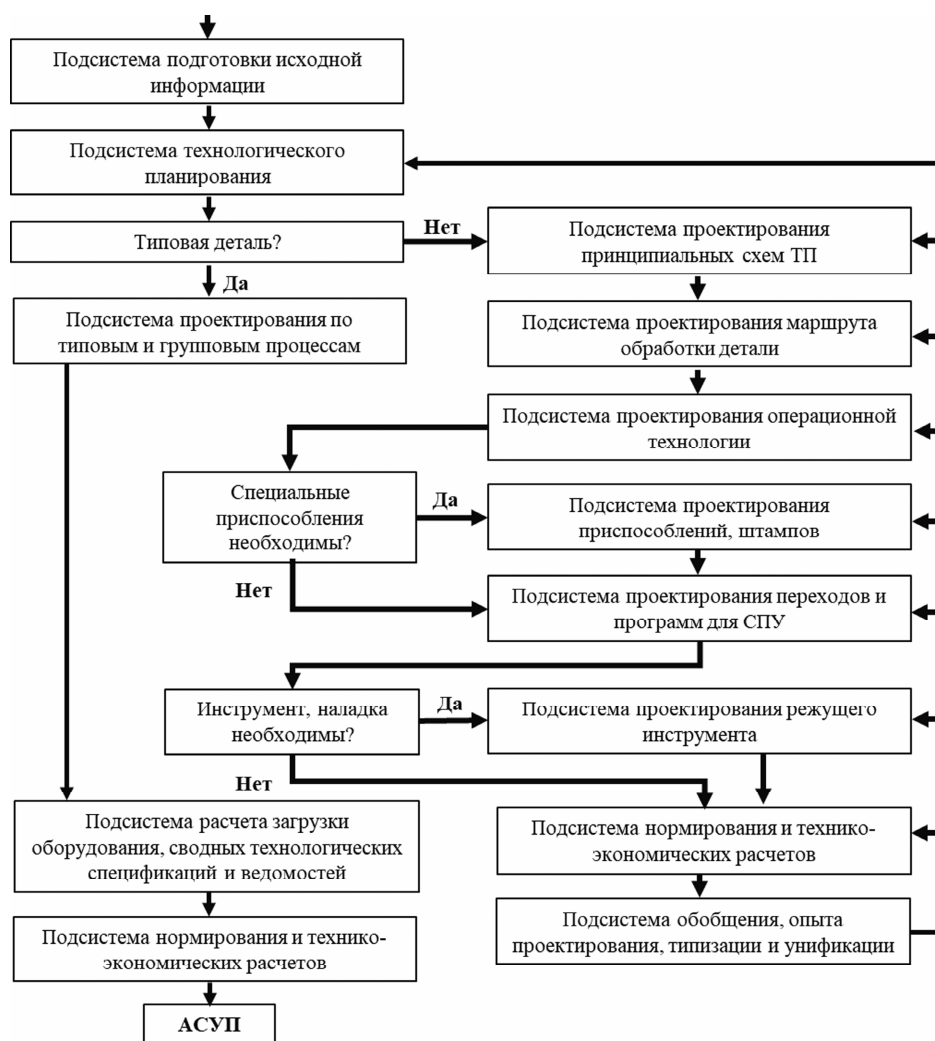 Подсистема подготовки исходной
информации
Подсистема технологического
планирования
Типовая деталь?
Нет
Подсистема проектирования
принципиальных схем ТП
Да
Подсистема проектирования по
типовым и групповым процессам
Подсистема проектирования маршрута
обработки детали
Подсистема проектирования операционной
технологии
Специальные
приспособления
необходимы?
Да
Подсистема проектирования
приспособлений, штампов
Нет
Подсистема проектирования переходов и
программ для СПУ
Инструмент, наладка
необходимы?
Да
Подсистема проектирования режущего
инструмента
Нет
Подсистема расчета загрузки
оборудования, сводных технологических
спецификаций и ведомостей
Подсистема нормирования и технико-
экономических расчетов
Подсистема нормирования и технико-
экономических расчетов
Подсистема обобщения, опыта
проектирования, типизации и унификации
АСУП